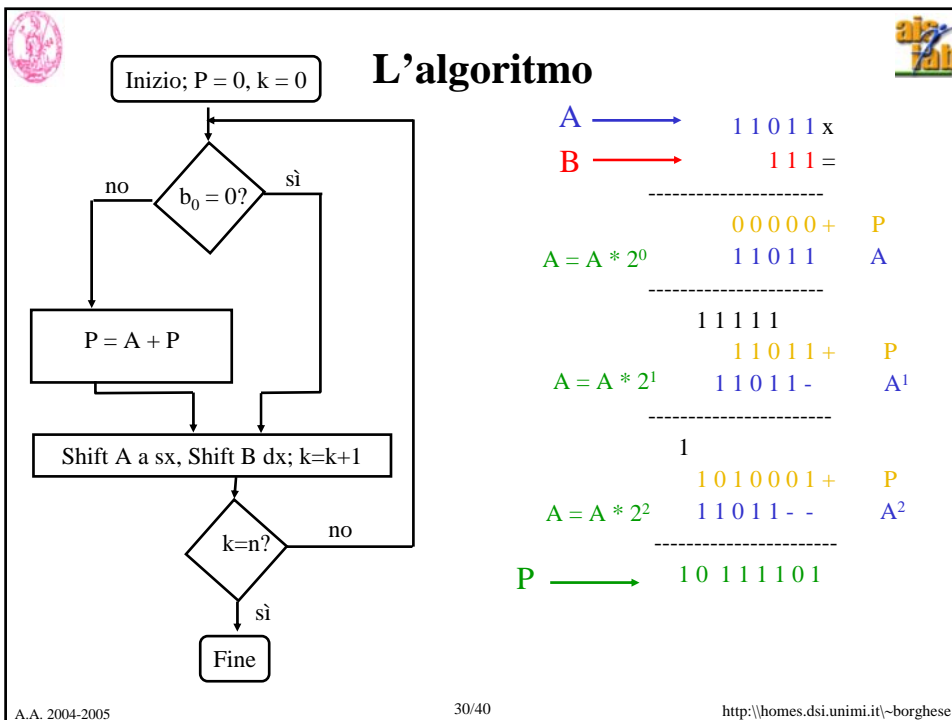 L'algoritmo
Inizio; P = 0, k = 0
no
b0 = 0?
sì
P = A + P
Shift A a sx, Shift B dx; k=k+1
k=n?
no
sì
Fine
A
1 1 0 1 1 x
B
1 1 1 =
-----------------------
0 0 0 0 0 + P
A = A * 2^0 1 1 0 1 1 A
-----------------------
1 1 1 1 1
1 1 0 1 1 + P
A = A * 2^1 1 1 0 1 1 - A^1
------------------------
1
1 0 1 0 0 0 1 + P
A = A * 2^2 1 1 0 1 1 - - A^2
------------------------
P 1 0 1 1 1 1 0 1
A.A. 2004-2005
30/40
http:\\homes.dsi.unimi.it\~borghese